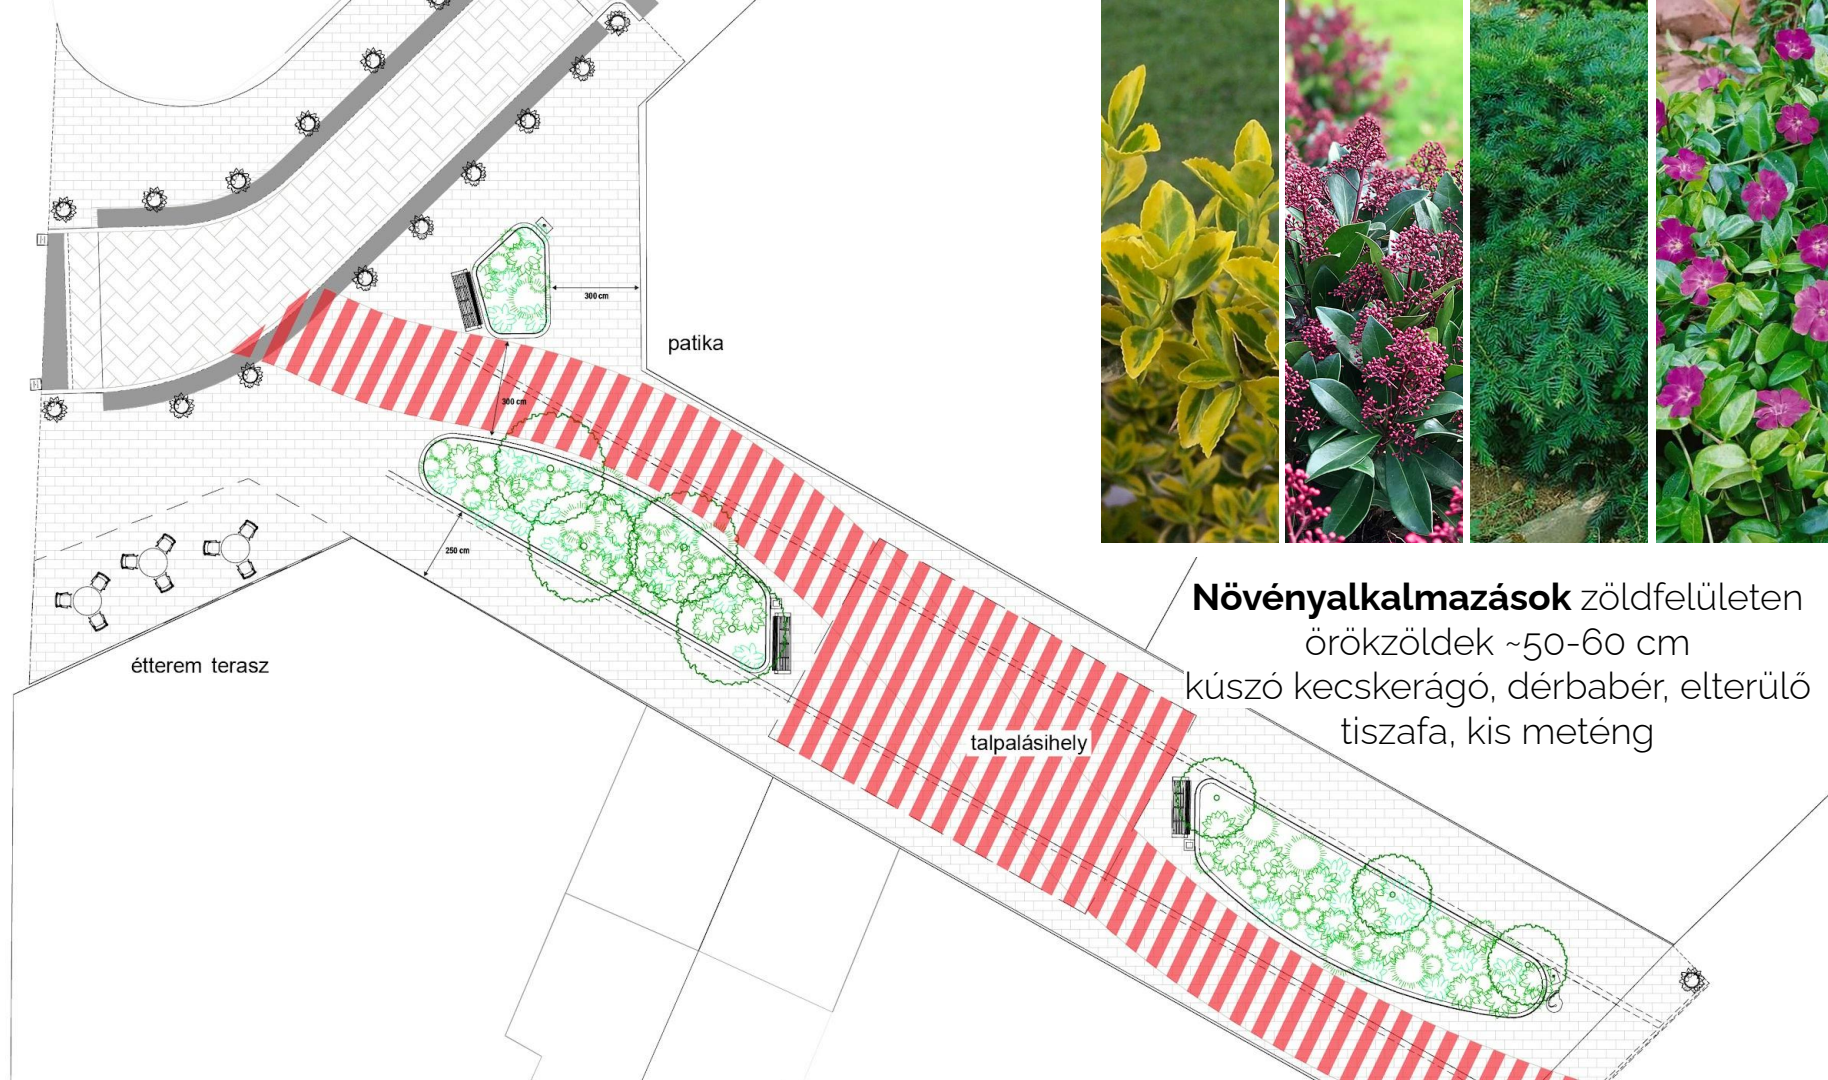 300 cm
patika
300 cm
250 cm
étterem terasz
talpalásihely
Növényalkalmazások zöldfelületen
örökzöldek ~50-60 cm
kúszó kecskerágó, dérbabér, elterülő
tiszafa, kis meténg